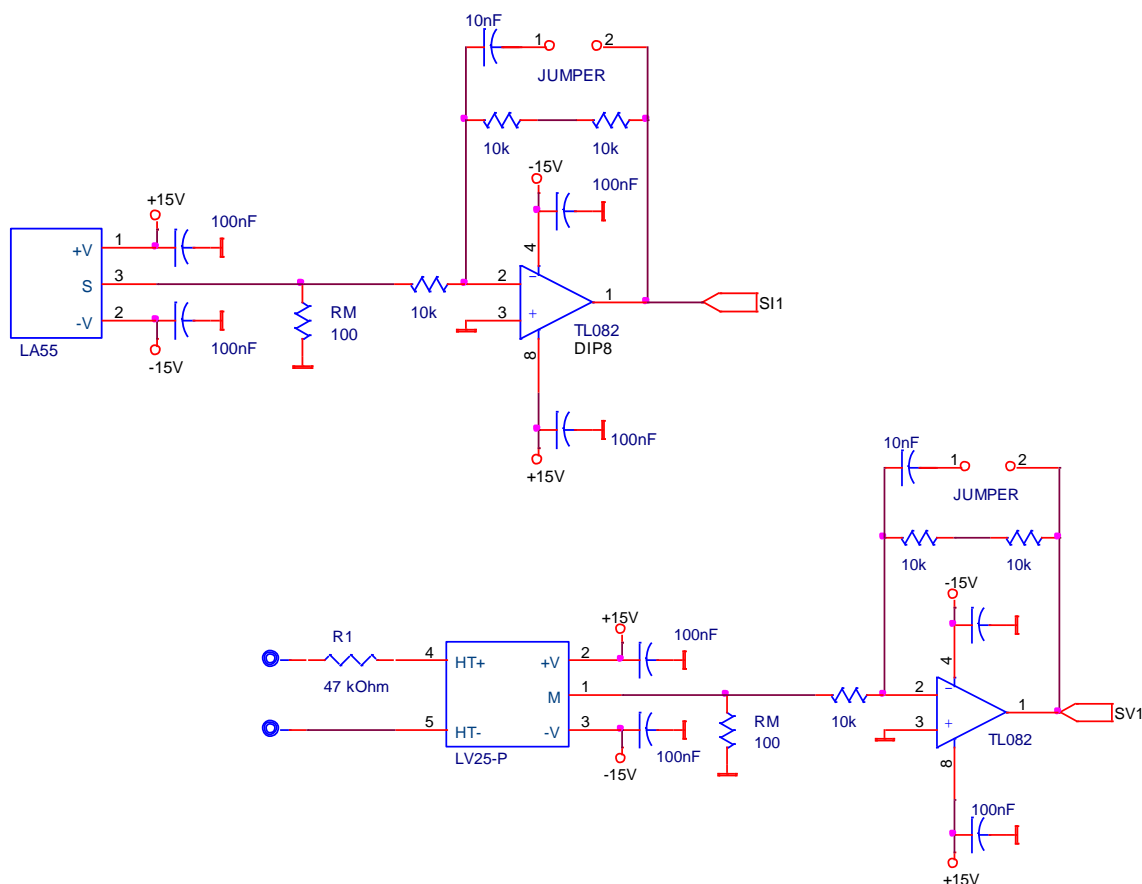 10nF
1
2
JUMPER
10k
10k
-15V
100nF
4
+15V
100nF
+V
1
S
3
-V
2
LA55
100nF
-15V
RM
100
10k
2
3
1
TL082
DIP8
8
SI1
100nF
+15V
10nF
1
2
JUMPER
10k
10k
-15V
100nF
4
R1
47 kOhm
4
HT+
5
HT-
+V
2
M
1
-V
3
LV25-P
+15V
100nF
100nF
-15V
RM
100
10k
2
3
1
TL082
8
SV1
100nF
+15V